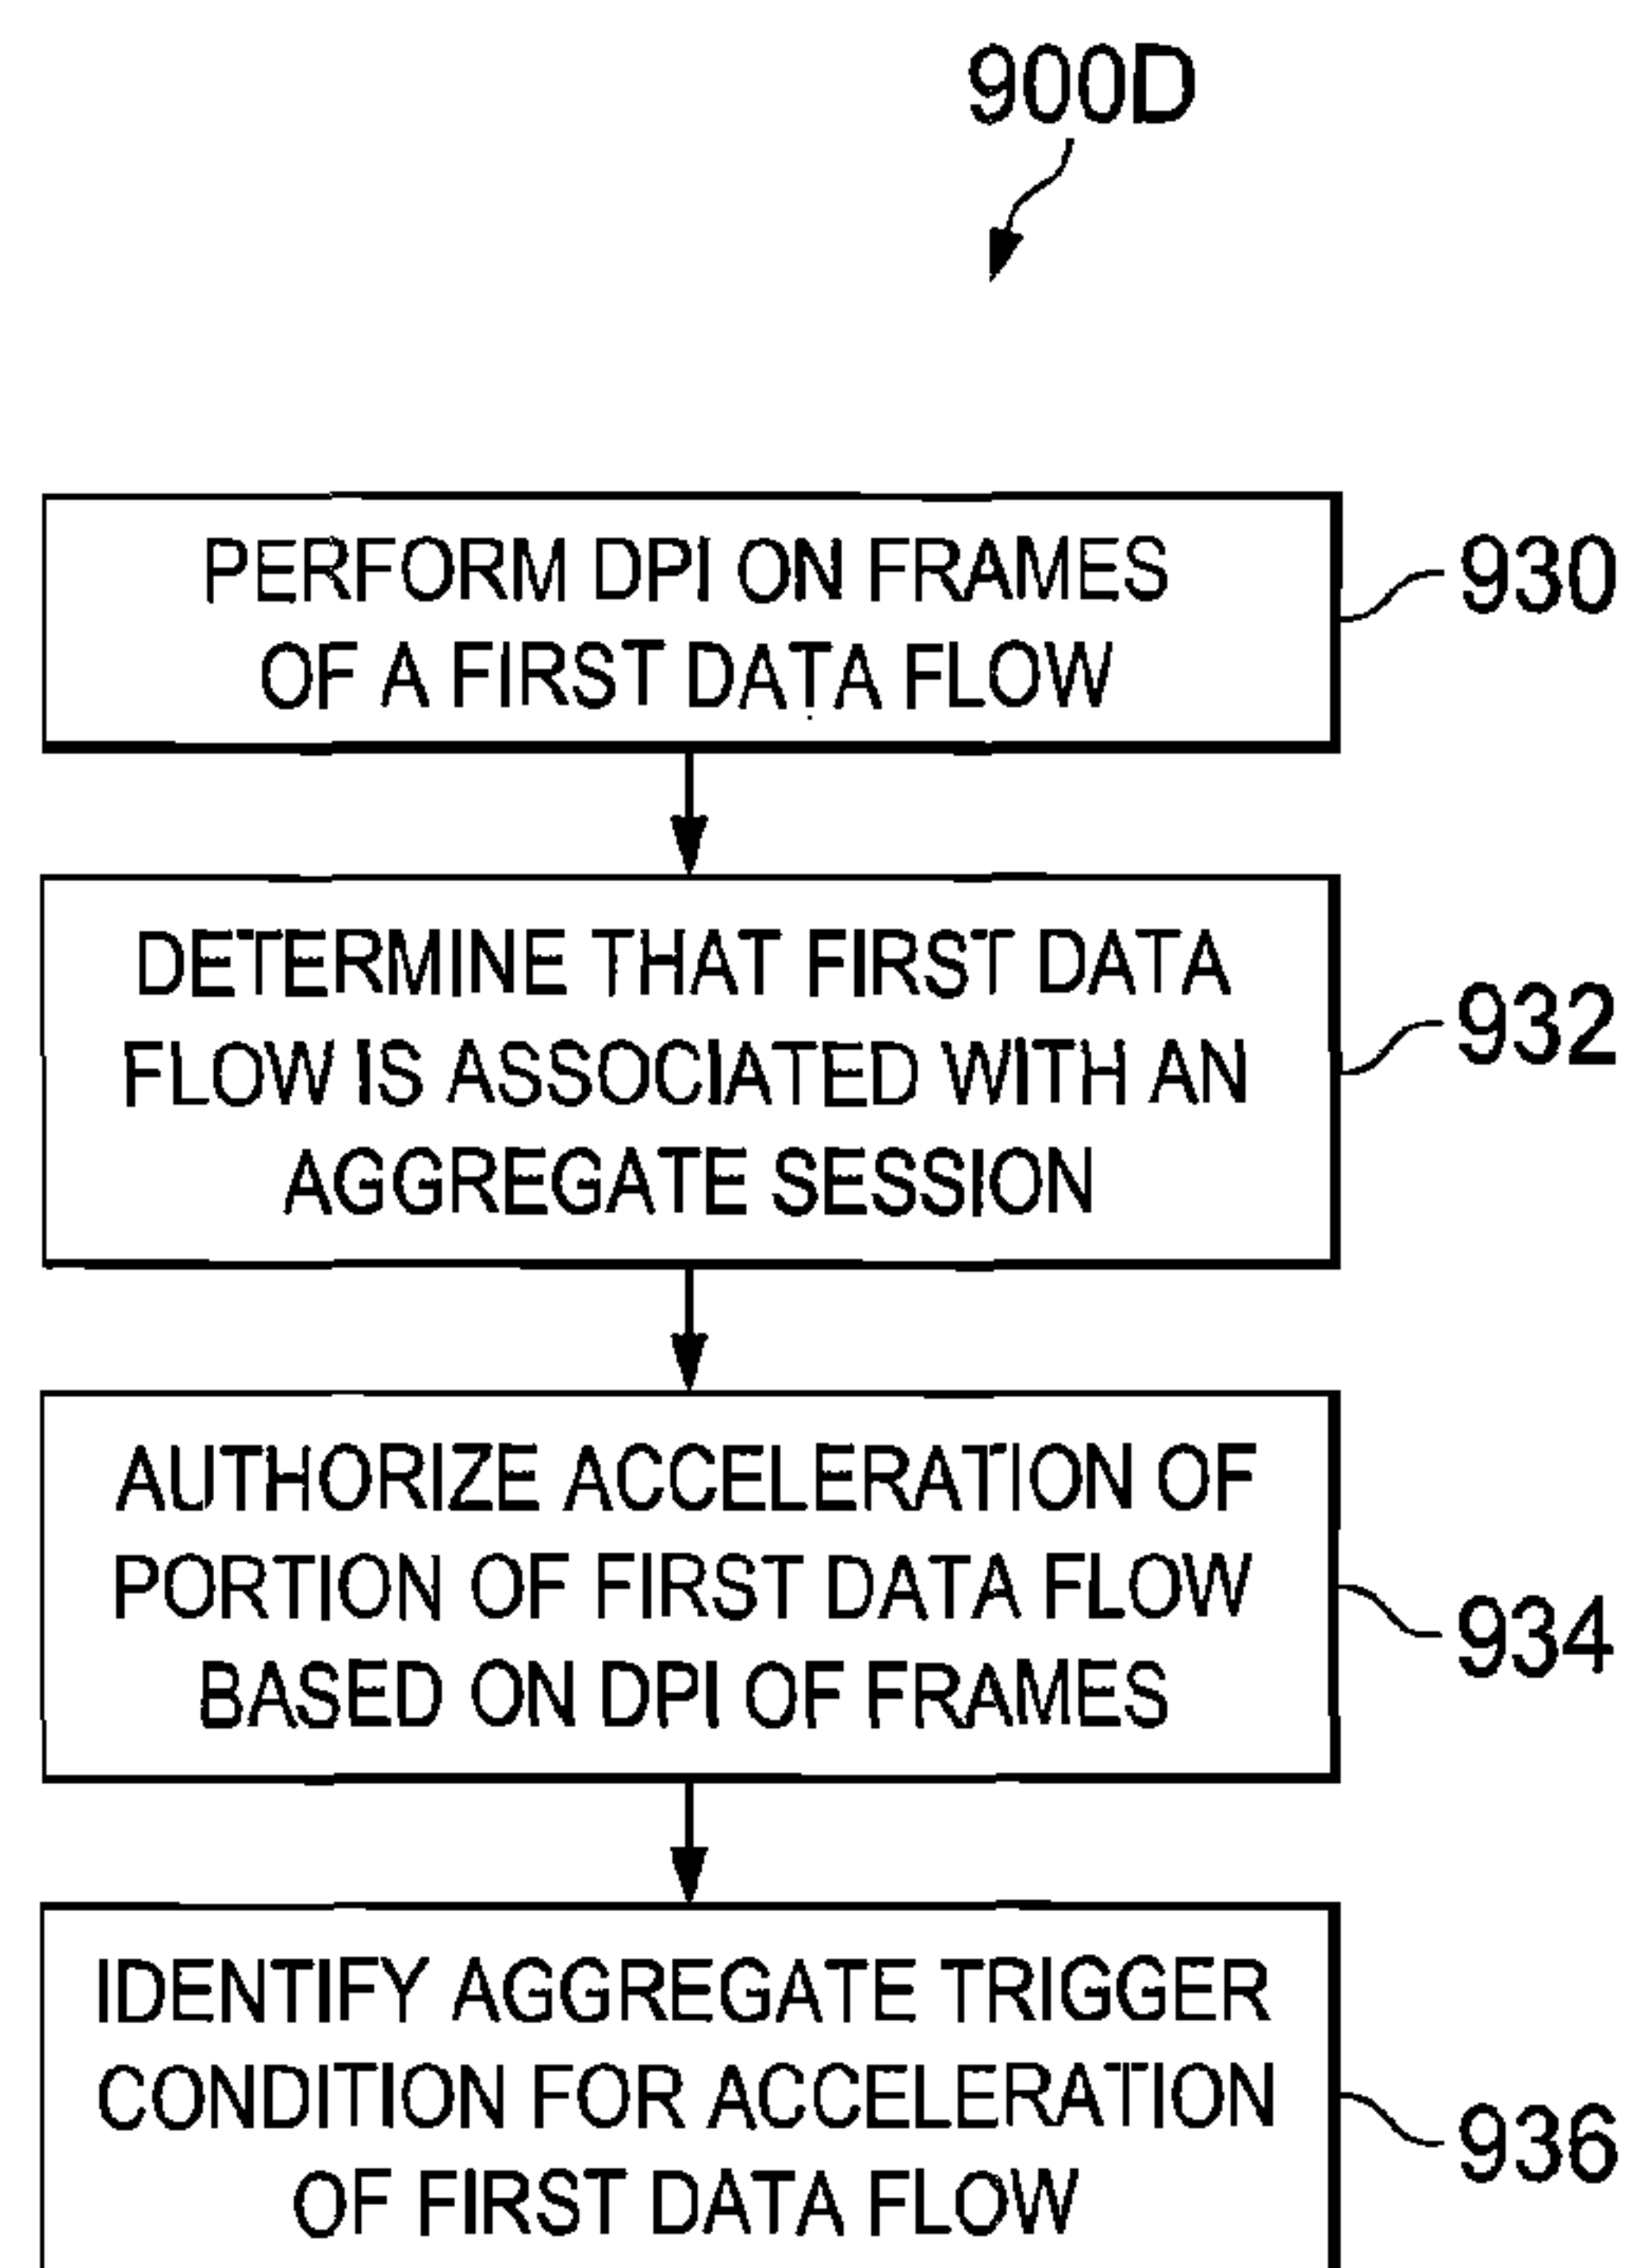 900D
PERFORM DPI ON FRAMES
OF A FIRST DATA FLOW
930
DETERMINE THAT FIRST DATA
FLOW IS ASSOCIATED WITH AN
AGGREGATE SESSION
932
AUTHORIZE ACCELERATION OF
PORTION OF FIRST DATA FLOW
BASED ON DPI OF FRAMES
934
IDENTIFY AGGREGATE TRIGGER
CONDITION FOR ACCELERATION
OF FIRST DATA FLOW
936